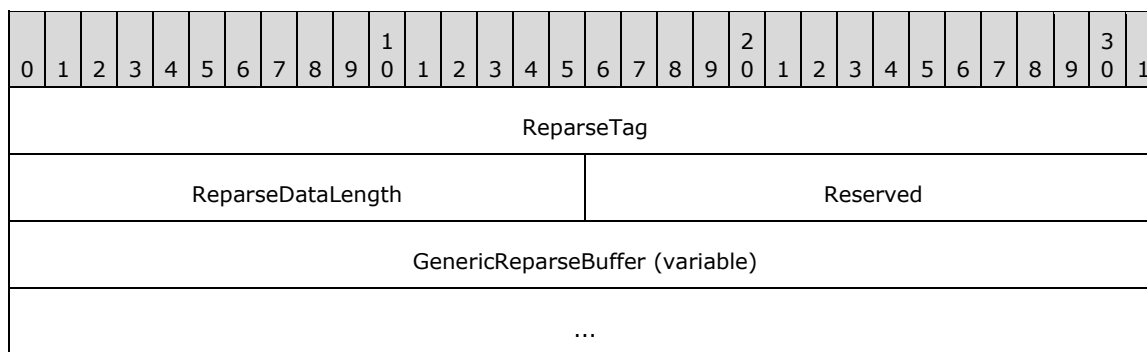 1 2 3
0 1 2 3 4 5 6 7 8 9 0 1 2 3 4 5 6 7 8 9 0 1 2 3 4 5 6 7 8 9 0 1
ReparseTag
ReparseDataLength Reserved
GenericReparseBuffer (variable)
...